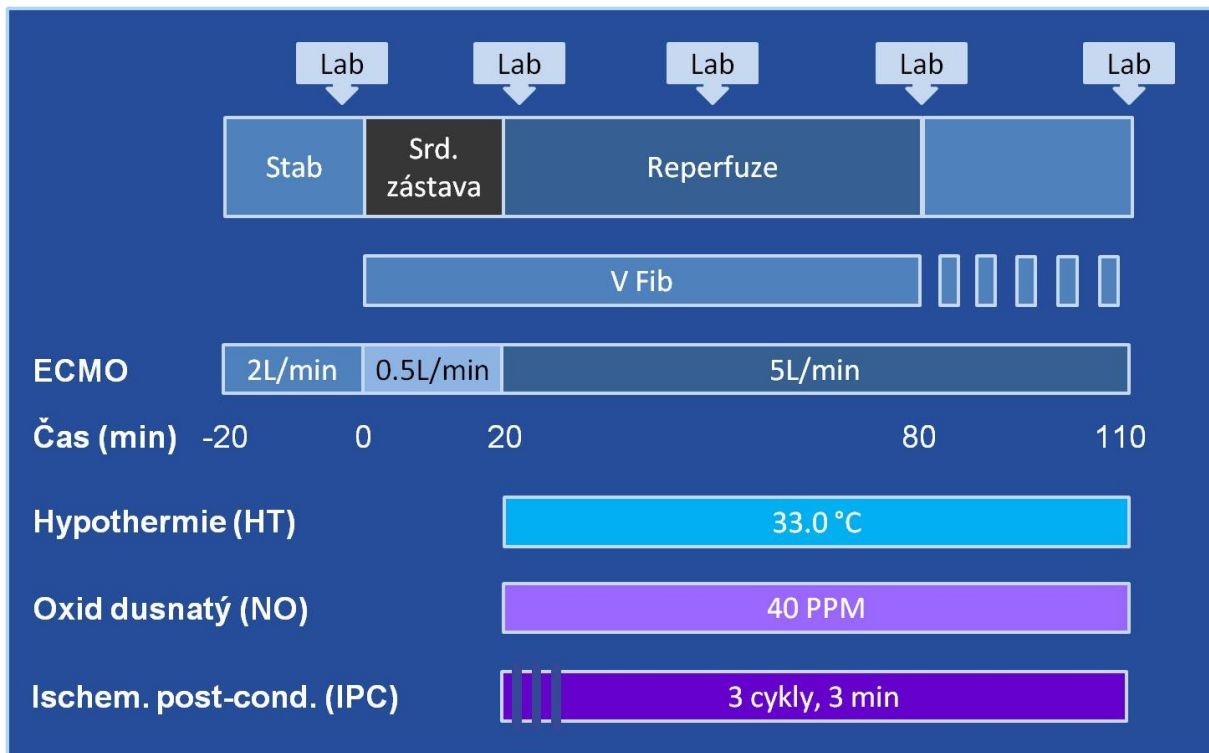 Lab Lab Lab Lab Lab
Stab
Srd.
zástava
Reperfuze
V Fib
ECMO 2L/min 0.5L/min 5L/min
Čas (min) -20 0 20 80 110
Hypothermie (HT) 33.0 °C
Oxid dusnatý (NO) 40 PPM
Ischem. post-cond. (IPC) 3 cykly, 3 min